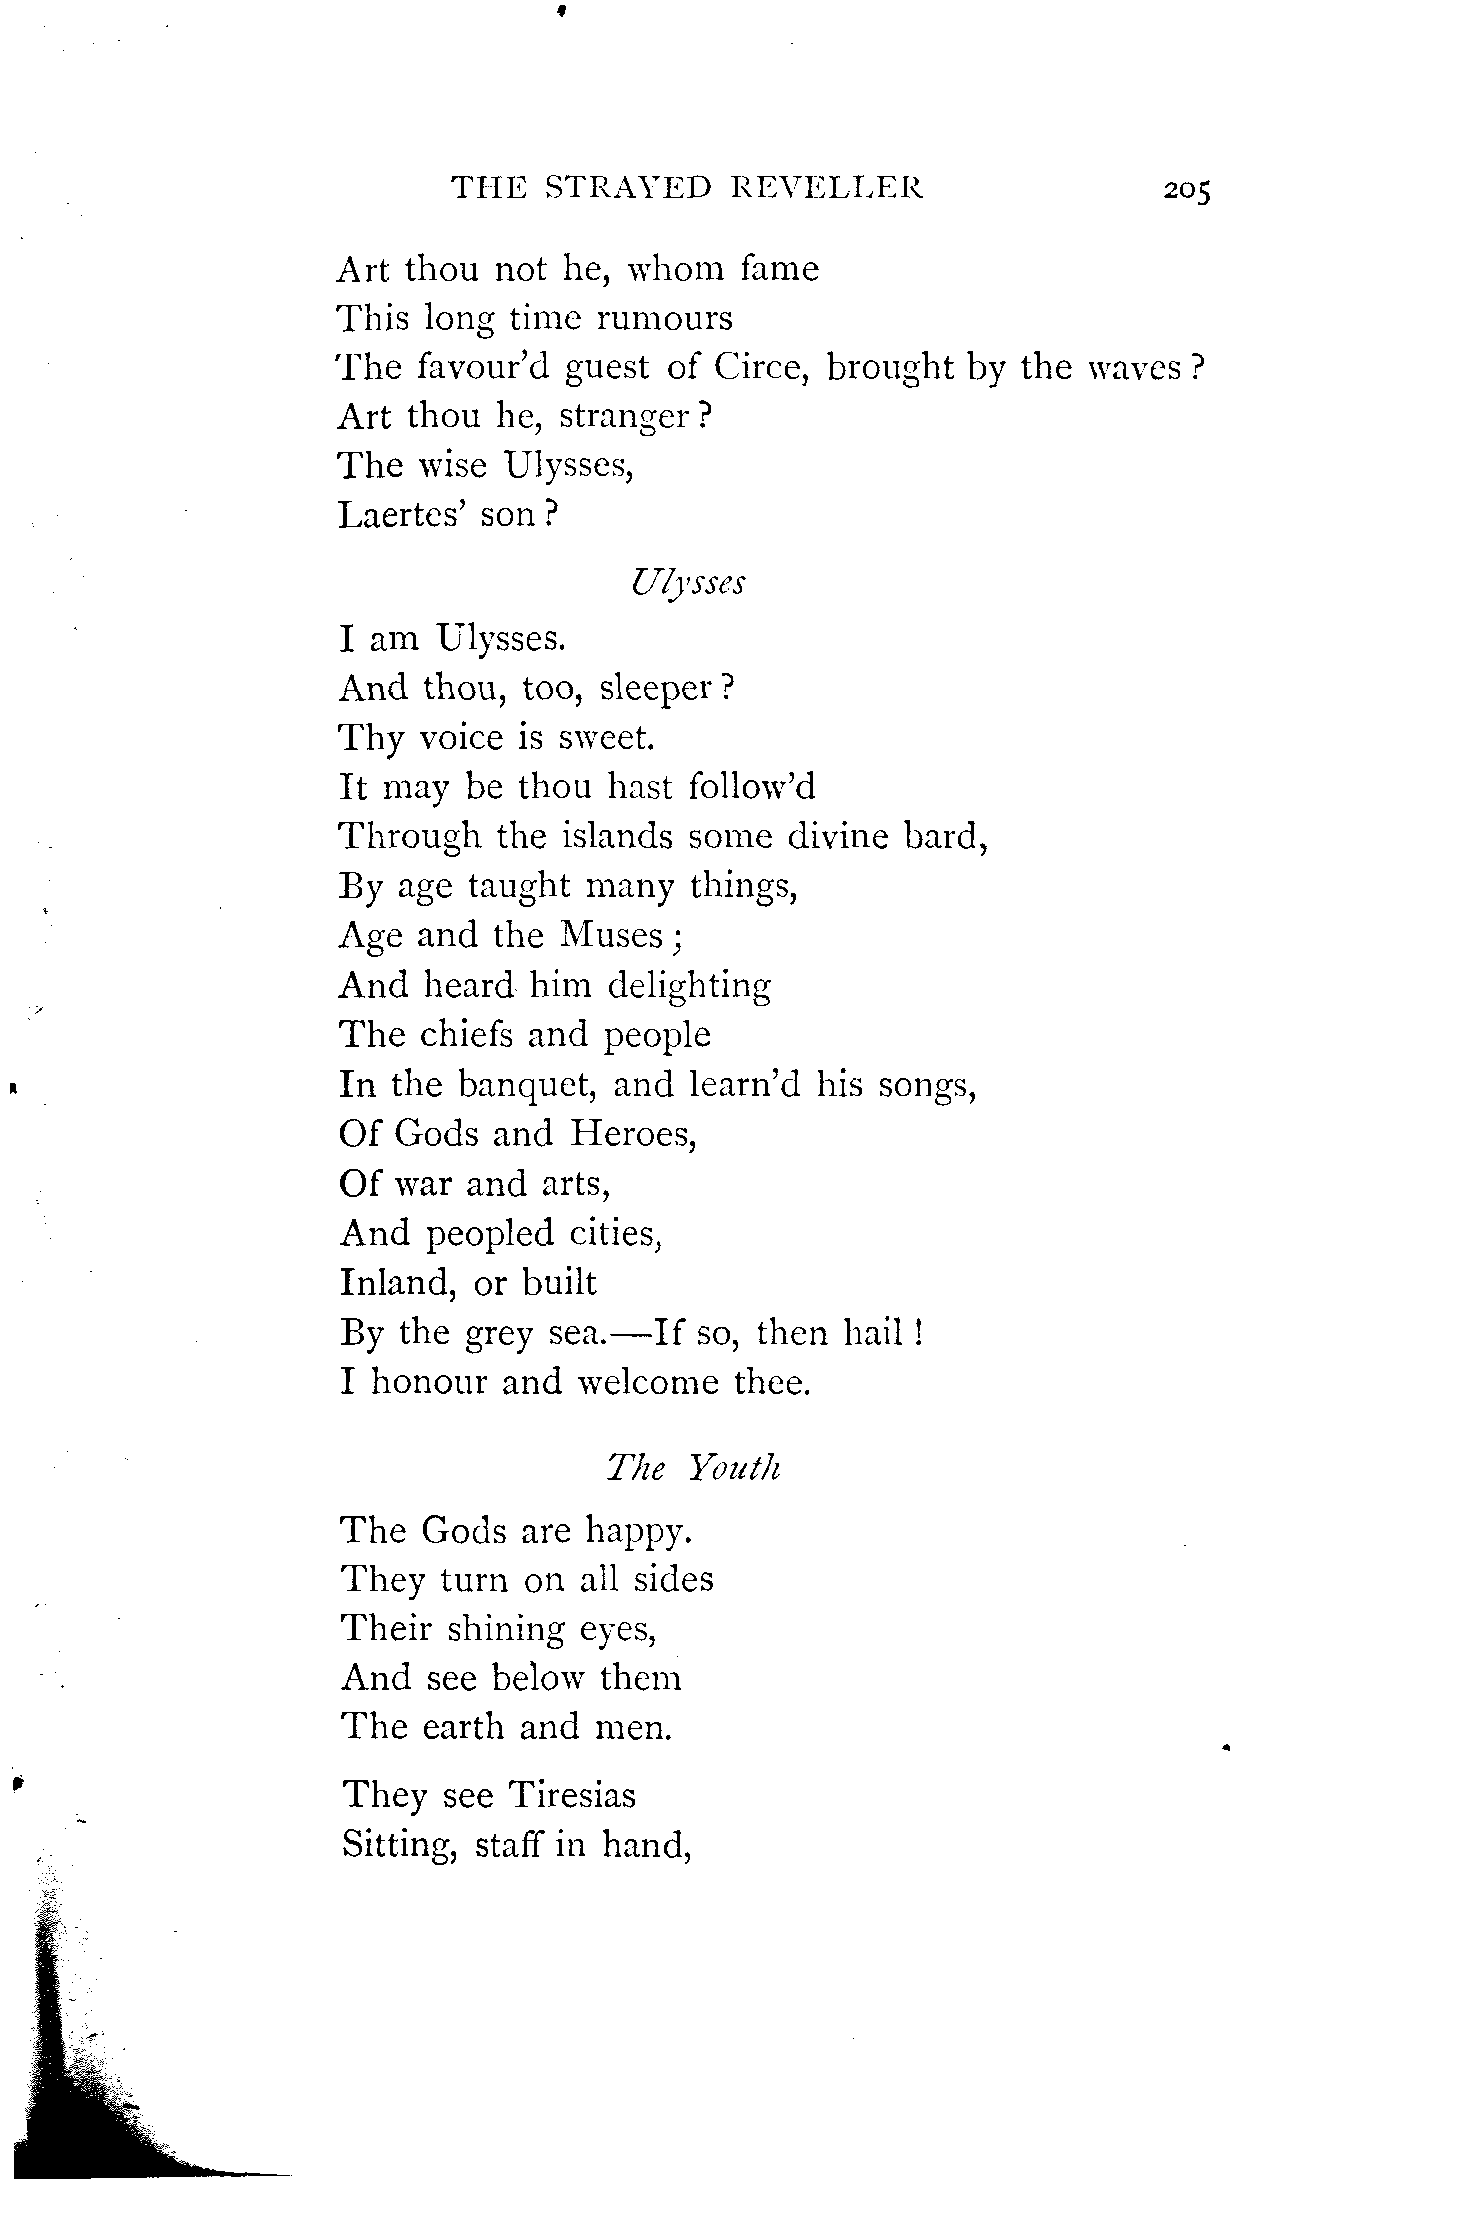 THE STRAYED REVELLER 205
Art thou not he, whom fame
This long time rumours
The favour'd guest of Circe, brought by the waves?
Art thou he, stranger?
The wise Ulysses,
Laertes' son?
Ulysses
I am Ulysses.
And thou, too, sleeper?
Thy voice is sweet.
It may be thou hast follow'd
Through the islands some divine bard,
By age taught many things,
Age and the Muses;
And heard him delighting
The chiefs and people
In the banquet, and learn'd his songs,
Of Gods and Heroes,
Of war and arts,
And peopled cities,
Inland, or built
By the grey sea.—If so, then hail!
I honour and welcome thee.
The Youth
The Gods are happy.
They turn on all sides
Their shining eyes,
And see below them
The earth and men.
They see Tiresias
Sitting, staff in hand,